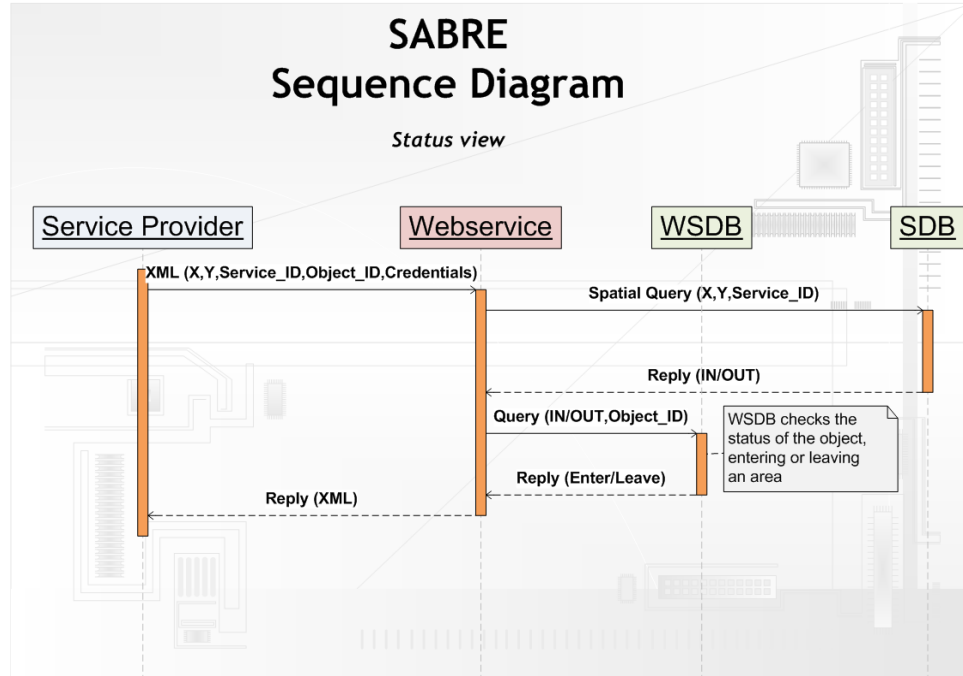 SABRE
Sequence Diagram
Status view
Service Provider
Webservice
WSDB
SDB
XML (X,Y,Service_ID,Object_ID,Credentials)
Spatial Query (X,Y,Service_ID)
Reply (IN/OUT)
Query (IN/OUT,Object_ID)
WSDB checks the
status of the object,
entering or leaving
an area
Reply (Enter/Leave)
Reply (XML)